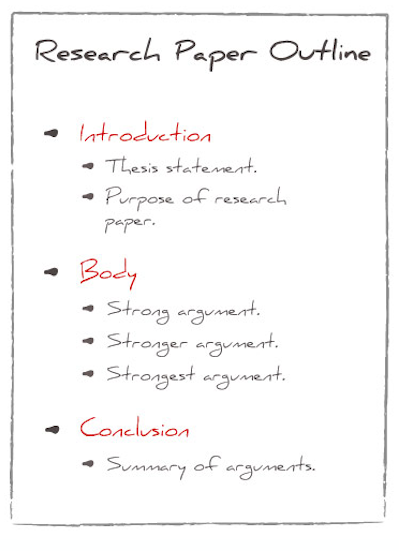 Research Paper Outline
Introduction
Thesis statement.
Purpose of research
paper.
Body
Strong argument.
Stronger argument.
Strongest argument.
Conclusion
Summary of arguments.